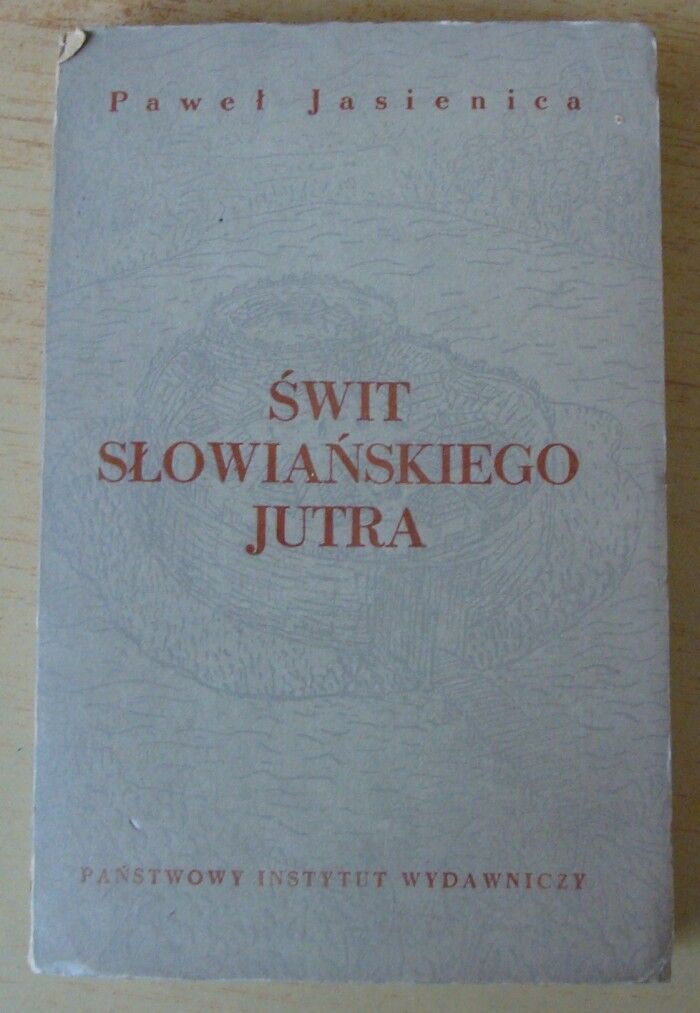 Paweł Jasienica
ŚWIT
SŁOWIAŃSKIEGO
JUTRA
PAŃSTWOWY INSTYTUT WYDAWNICZY